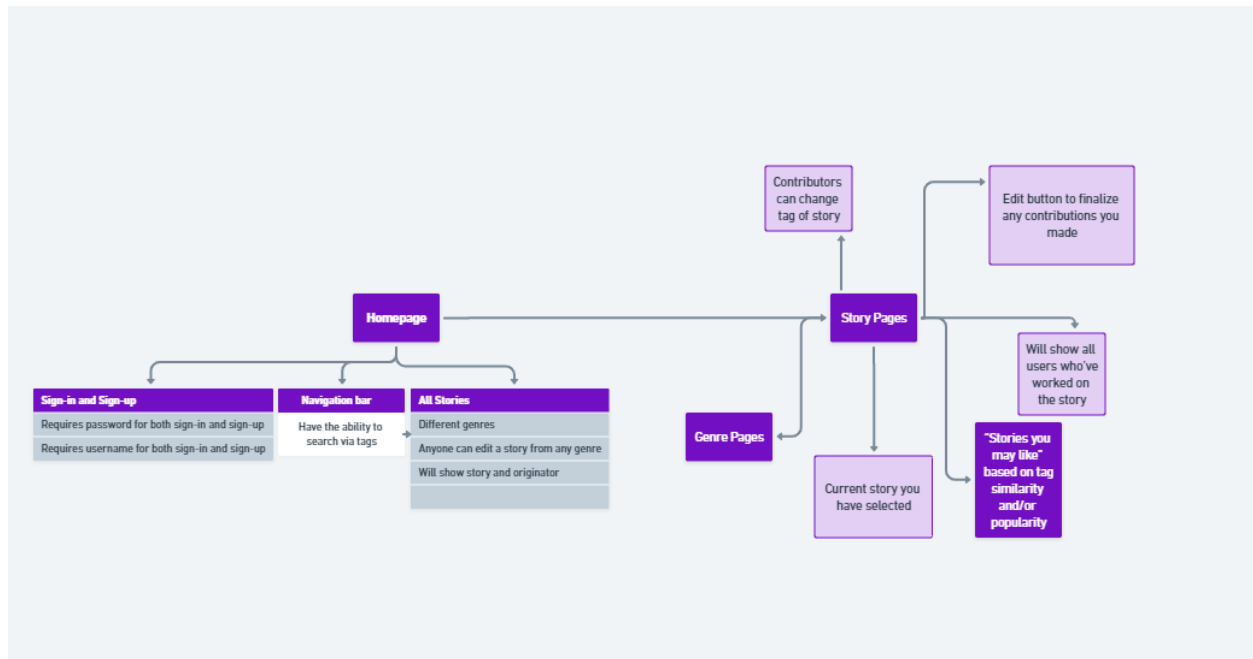 Contributors
can change
tag of story
Edit button to finalize
any contributions you
made
Homepage
Story Pages
Will show all
users who've
worked on
the story
Sign-in and Sign-up
Requires password for both sign-in and sign-up
Requires username for both sign-in and sign-up
Navigation bar
Have the ability to
search via tags
All Stories
Different genres
Anyone can edit a story from any genre
Will show story and originator
Genre Pages
Current story you
have selected
"Stories you
may like"
based on tag
similarity
and/or
popularity